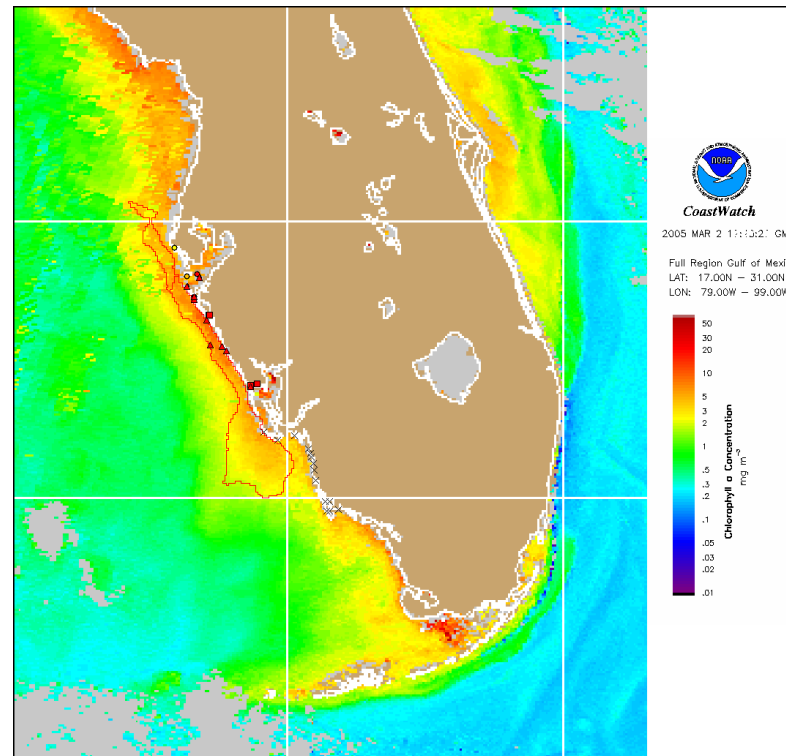 NOAA
CoastWatch
2005 MAR 2
Full Region Gulf of Mexi
LAT: 17.00N – 31.00N
LON: 79.00W – 99.00W
50
30
20
10
5
3
2
1
.5
.3
.2
.1
.05
.03
.02
.01
Chlorophyll a Concentration
mg m⁻³